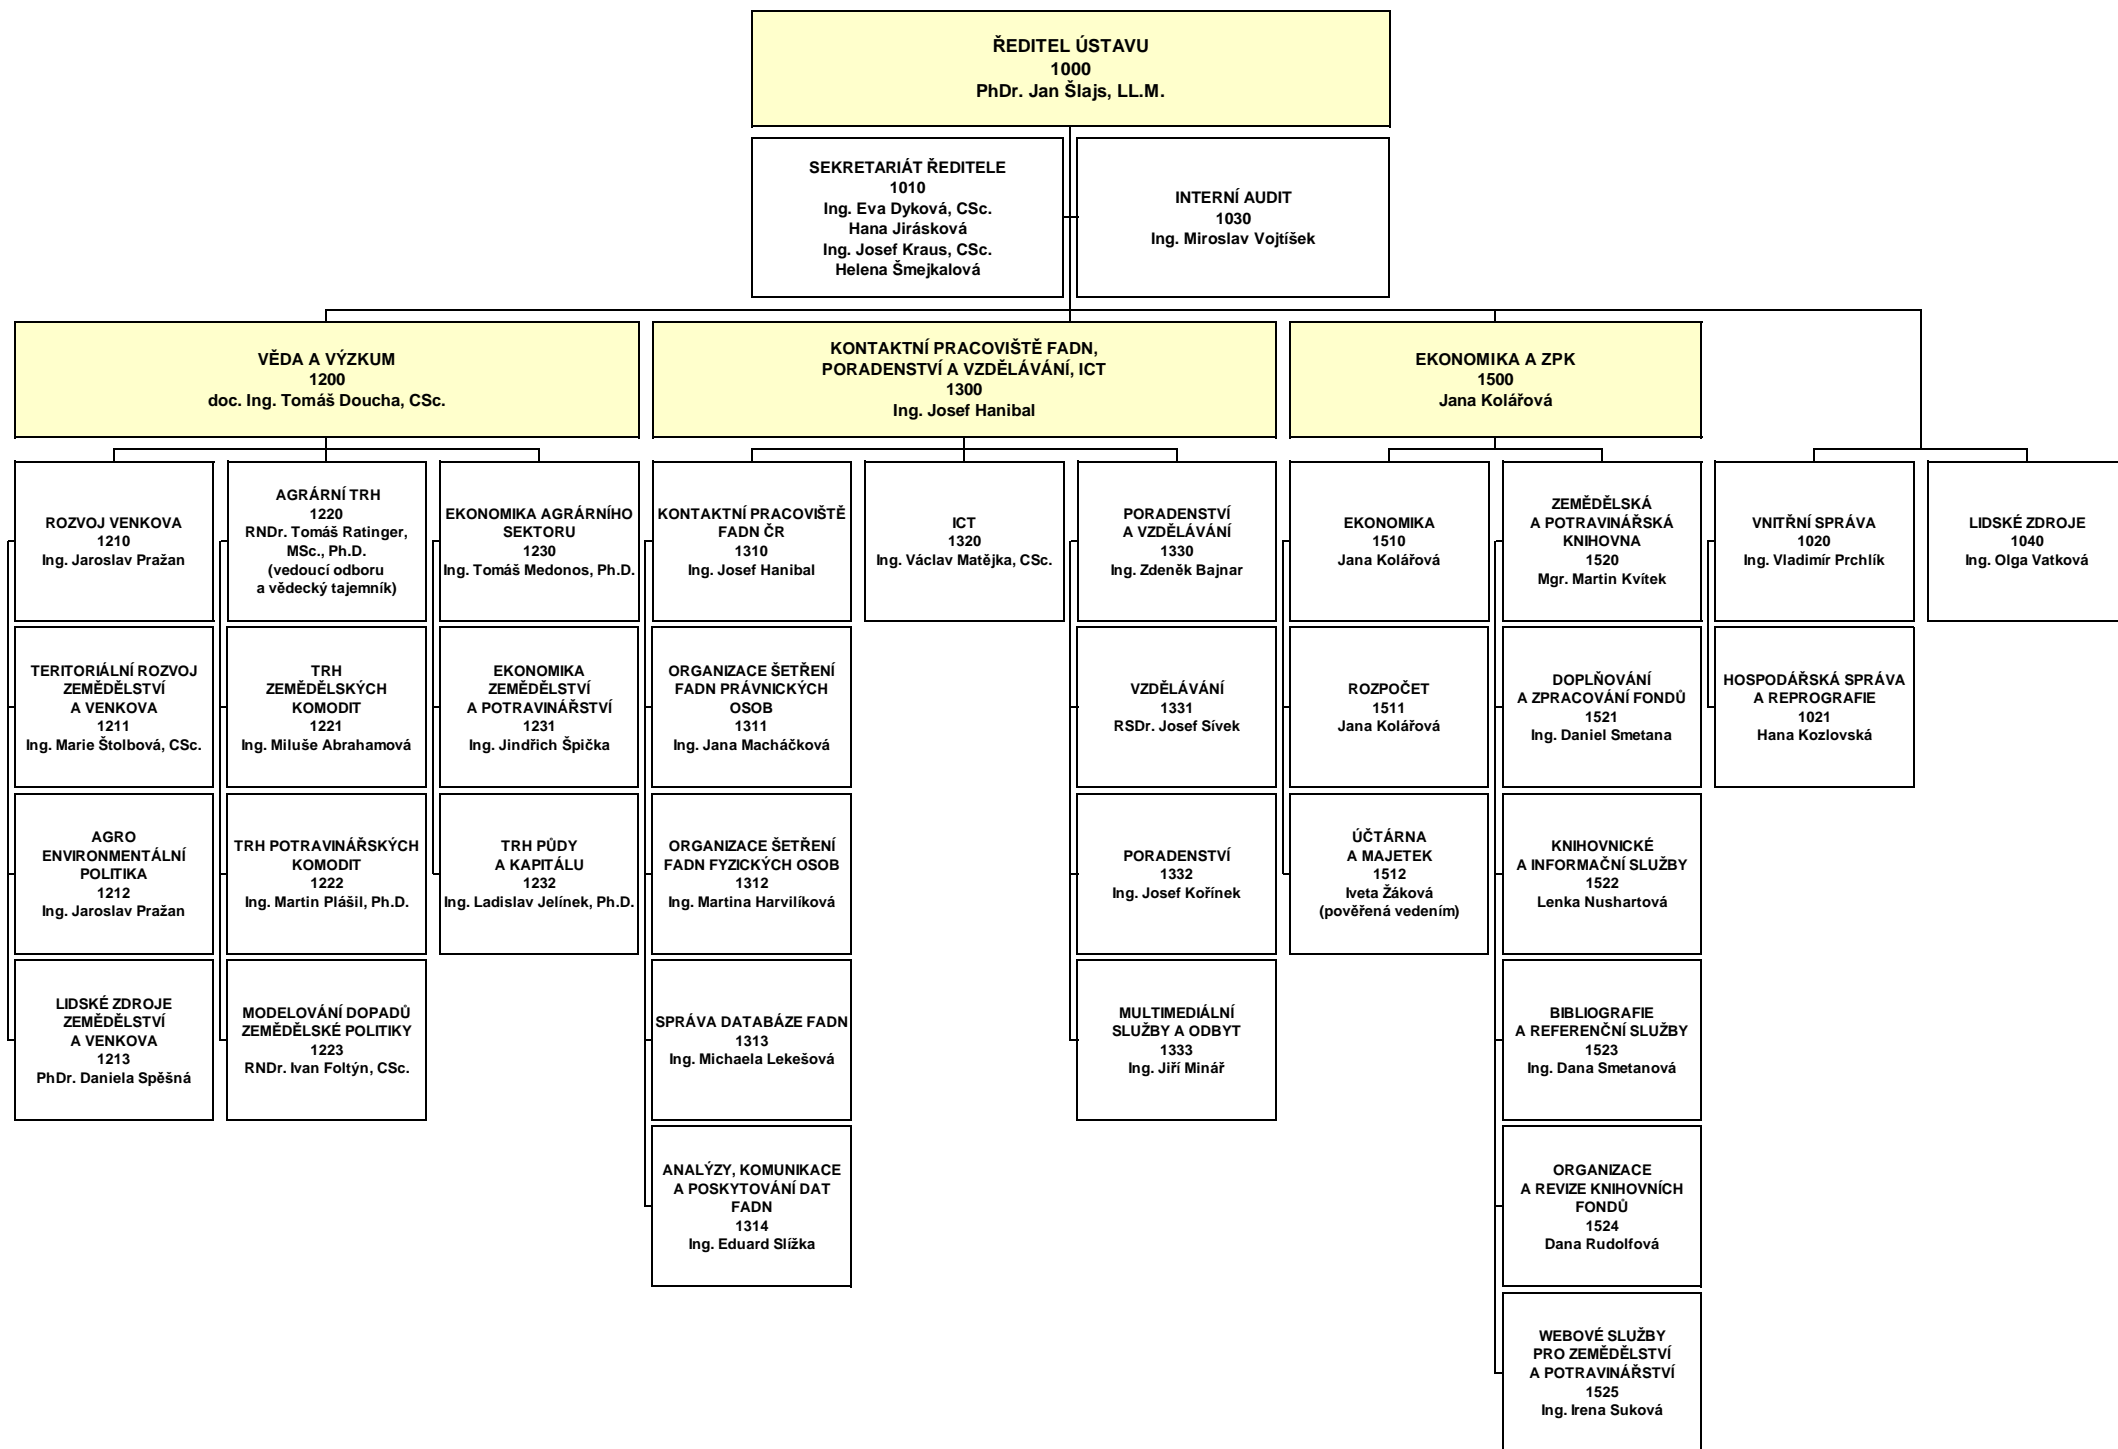 ŘEDITEL ÚSTAVU
1000
PhDr. Jan Šlajs, LL.M.
SEKRETARIÁT ŘEDITELE
1010
Ing. Eva Dyková, CSc.
Hana Jirásková
Ing. Josef Kraus, CSc.
Helena Šmejkalová
INTERNÍ AUDIT
1030
Ing. Miroslav Vojtíšek
VĚDA A VÝZKUM
1200
doc. Ing. Tomáš Doucha, CSc.
KONTAKTNÍ PRACOVIŠTĚ FADN,
PORADENSTVÍ A VZDĚLÁVÁNÍ, ICT
1300
Ing. Josef Hanibal
EKONOMIKA A ZPK
1500
Jana Kolářová
ROZVOJ VENKOVA
1210
Ing. Jaroslav Pražan
AGRÁRNÍ TRH
1220
RNDr. Tomáš Ratinger,
MSc., Ph.D.
(vedoucí odboru
a vědecký tajemník)
EKONOMIKA AGRÁRNÍHO
SEKTORU
1230
Ing. Tomáš Medonos, Ph.D.
KONTAKTNÍ PRACOVIŠTĚ
FADN ČR
1310
Ing. Josef Hanibal
ICT
1320
Ing. Václav Matějka, CSc.
PORADENSTVÍ
A VZDĚLÁVÁNÍ
1330
Ing. Zdeněk Bajnar
EKONOMIKA
1510
Jana Kolářová
ZEMĚDĚLSKÁ
A POTRAVINÁŘSKÁ
KNIHOVNA
1520
Mgr. Martin Kvítek
VNITŘNÍ SPRÁVA
1020
Ing. Vladimír Prchlík
LIDSKÉ ZDROJE
1040
Ing. Olga Vatková
TERITORIÁLNÍ ROZVOJ
ZEMĚDĚLSTVÍ
A VENKOVA
1211
Ing. Marie Štolbová, CSc.
TRH
ZEMĚDĚLSKÝCH
KOMODIT
1221
Ing. Miluše Abrahamová
EKONOMIKA
ZEMĚDĚLSTVÍ
A POTRAVINÁŘSTVÍ
1231
Ing. Jindřich Špička
ORGANIZACE ŠETŘENÍ
FADN PRÁVNICKÝCH
OSOB
1311
Ing. Jana Macháčková
VZDĚLÁVÁNÍ
1331
RSDr. Josef Sívek
ROZPOČET
1511
Jana Kolářová
DOPLŇOVÁNÍ
A ZPRACOVÁNÍ FONDŮ
1521
Ing. Daniel Smetana
HOSPODÁŘSKÁ SPRÁVA
A REPROGRAFIE
1021
Hana Kozlovská
AGRO
ENVIRONMENTÁLNÍ
POLITIKA
1212
Ing. Jaroslav Pražan
TRH POTRAVINÁŘSKÝCH
KOMODIT
1222
Ing. Martin Plášil, Ph.D.
TRH PŮDY
A KAPITÁLU
1232
Ing. Ladislav Jelínek, Ph.D.
ORGANIZACE ŠETŘENÍ
FADN FYZICKÝCH OSOB
1312
Ing. Martina Harvilíková
PORADENSTVÍ
1332
Ing. Josef Kořínek
ÚČTÁRNA
A MAJETEK
1512
Iveta Žáková
(pověřená vedením)
KNIHOVNICKÉ
A INFORMAČNÍ SLUŽBY
1522
Lenka Nushartová
LIDSKÉ ZDROJE
ZEMĚDĚLSTVÍ
A VENKOVA
1213
PhDr. Daniela Spěšná
MODELOVÁNÍ DOPADŮ
ZEMĚDĚLSKÉ POLITIKY
1223
RNDr. Ivan Foltýn, CSc.
SPRÁVA DATABÁZE FADN
1313
Ing. Michaela Lekešová
MULTIMEDIÁLNÍ
SLUŽBY A ODBYT
1333
Ing. Jiří Minář
BIBLIOGRAFIE
A REFERENČNÍ SLUŽBY
1523
Ing. Dana Smetanová
ANALÝZY, KOMUNIKACE
A POSKYTOVÁNÍ DAT
FADN
1314
Ing. Eduard Slížka
ORGANIZACE
A REVIZE KNIHOVNÍCH
FONDŮ
1524
Dana Rudolfová
WEBOVÉ SLUŽBY
PRO ZEMĚDĚLSTVÍ
A POTRAVINÁŘSTVÍ
1525
Ing. Irena Suková